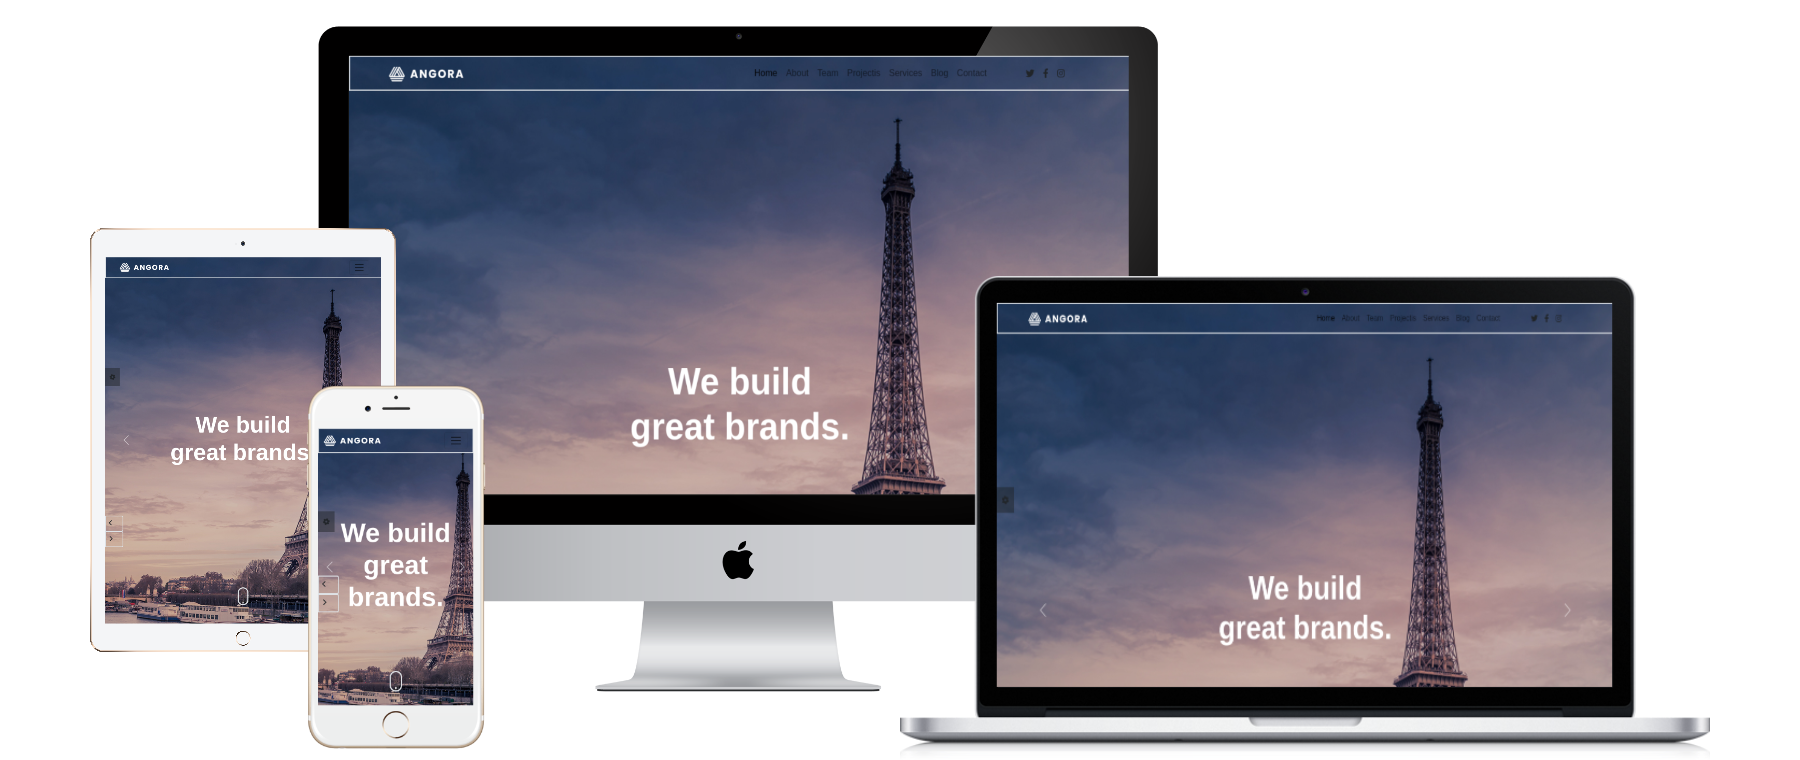 ANGORA
Home About Team Projects Services Blog Contact
We build
great brands.
ANGORA
We build
great brands
ANGORA
We build
great
brands.
ANGORA
Home About Team Projects Services Blog Contact
We build
great brands.